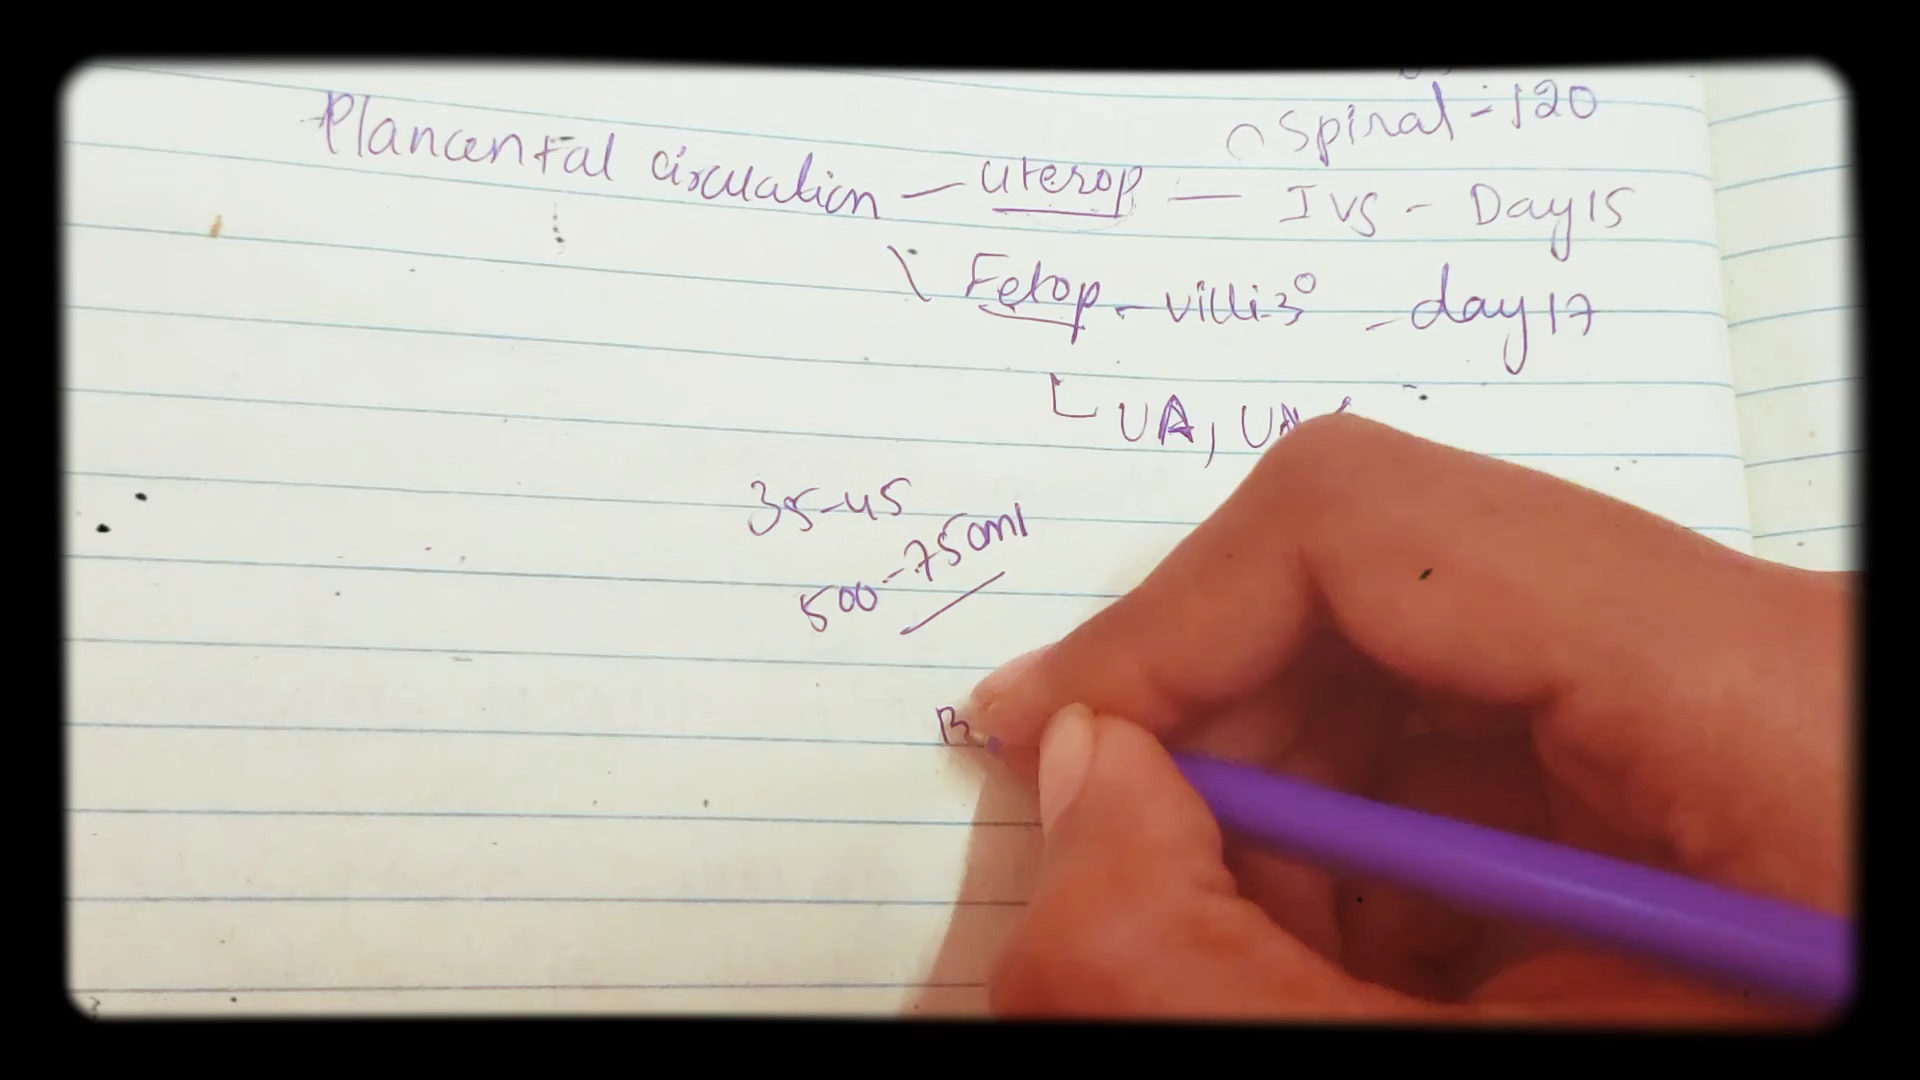 Spiral - 120
Plancental circulation - uterop - IVS - Day 15
Fetop - villi 3° - day 17
UA, UA
35-45
500 - 750ml
B